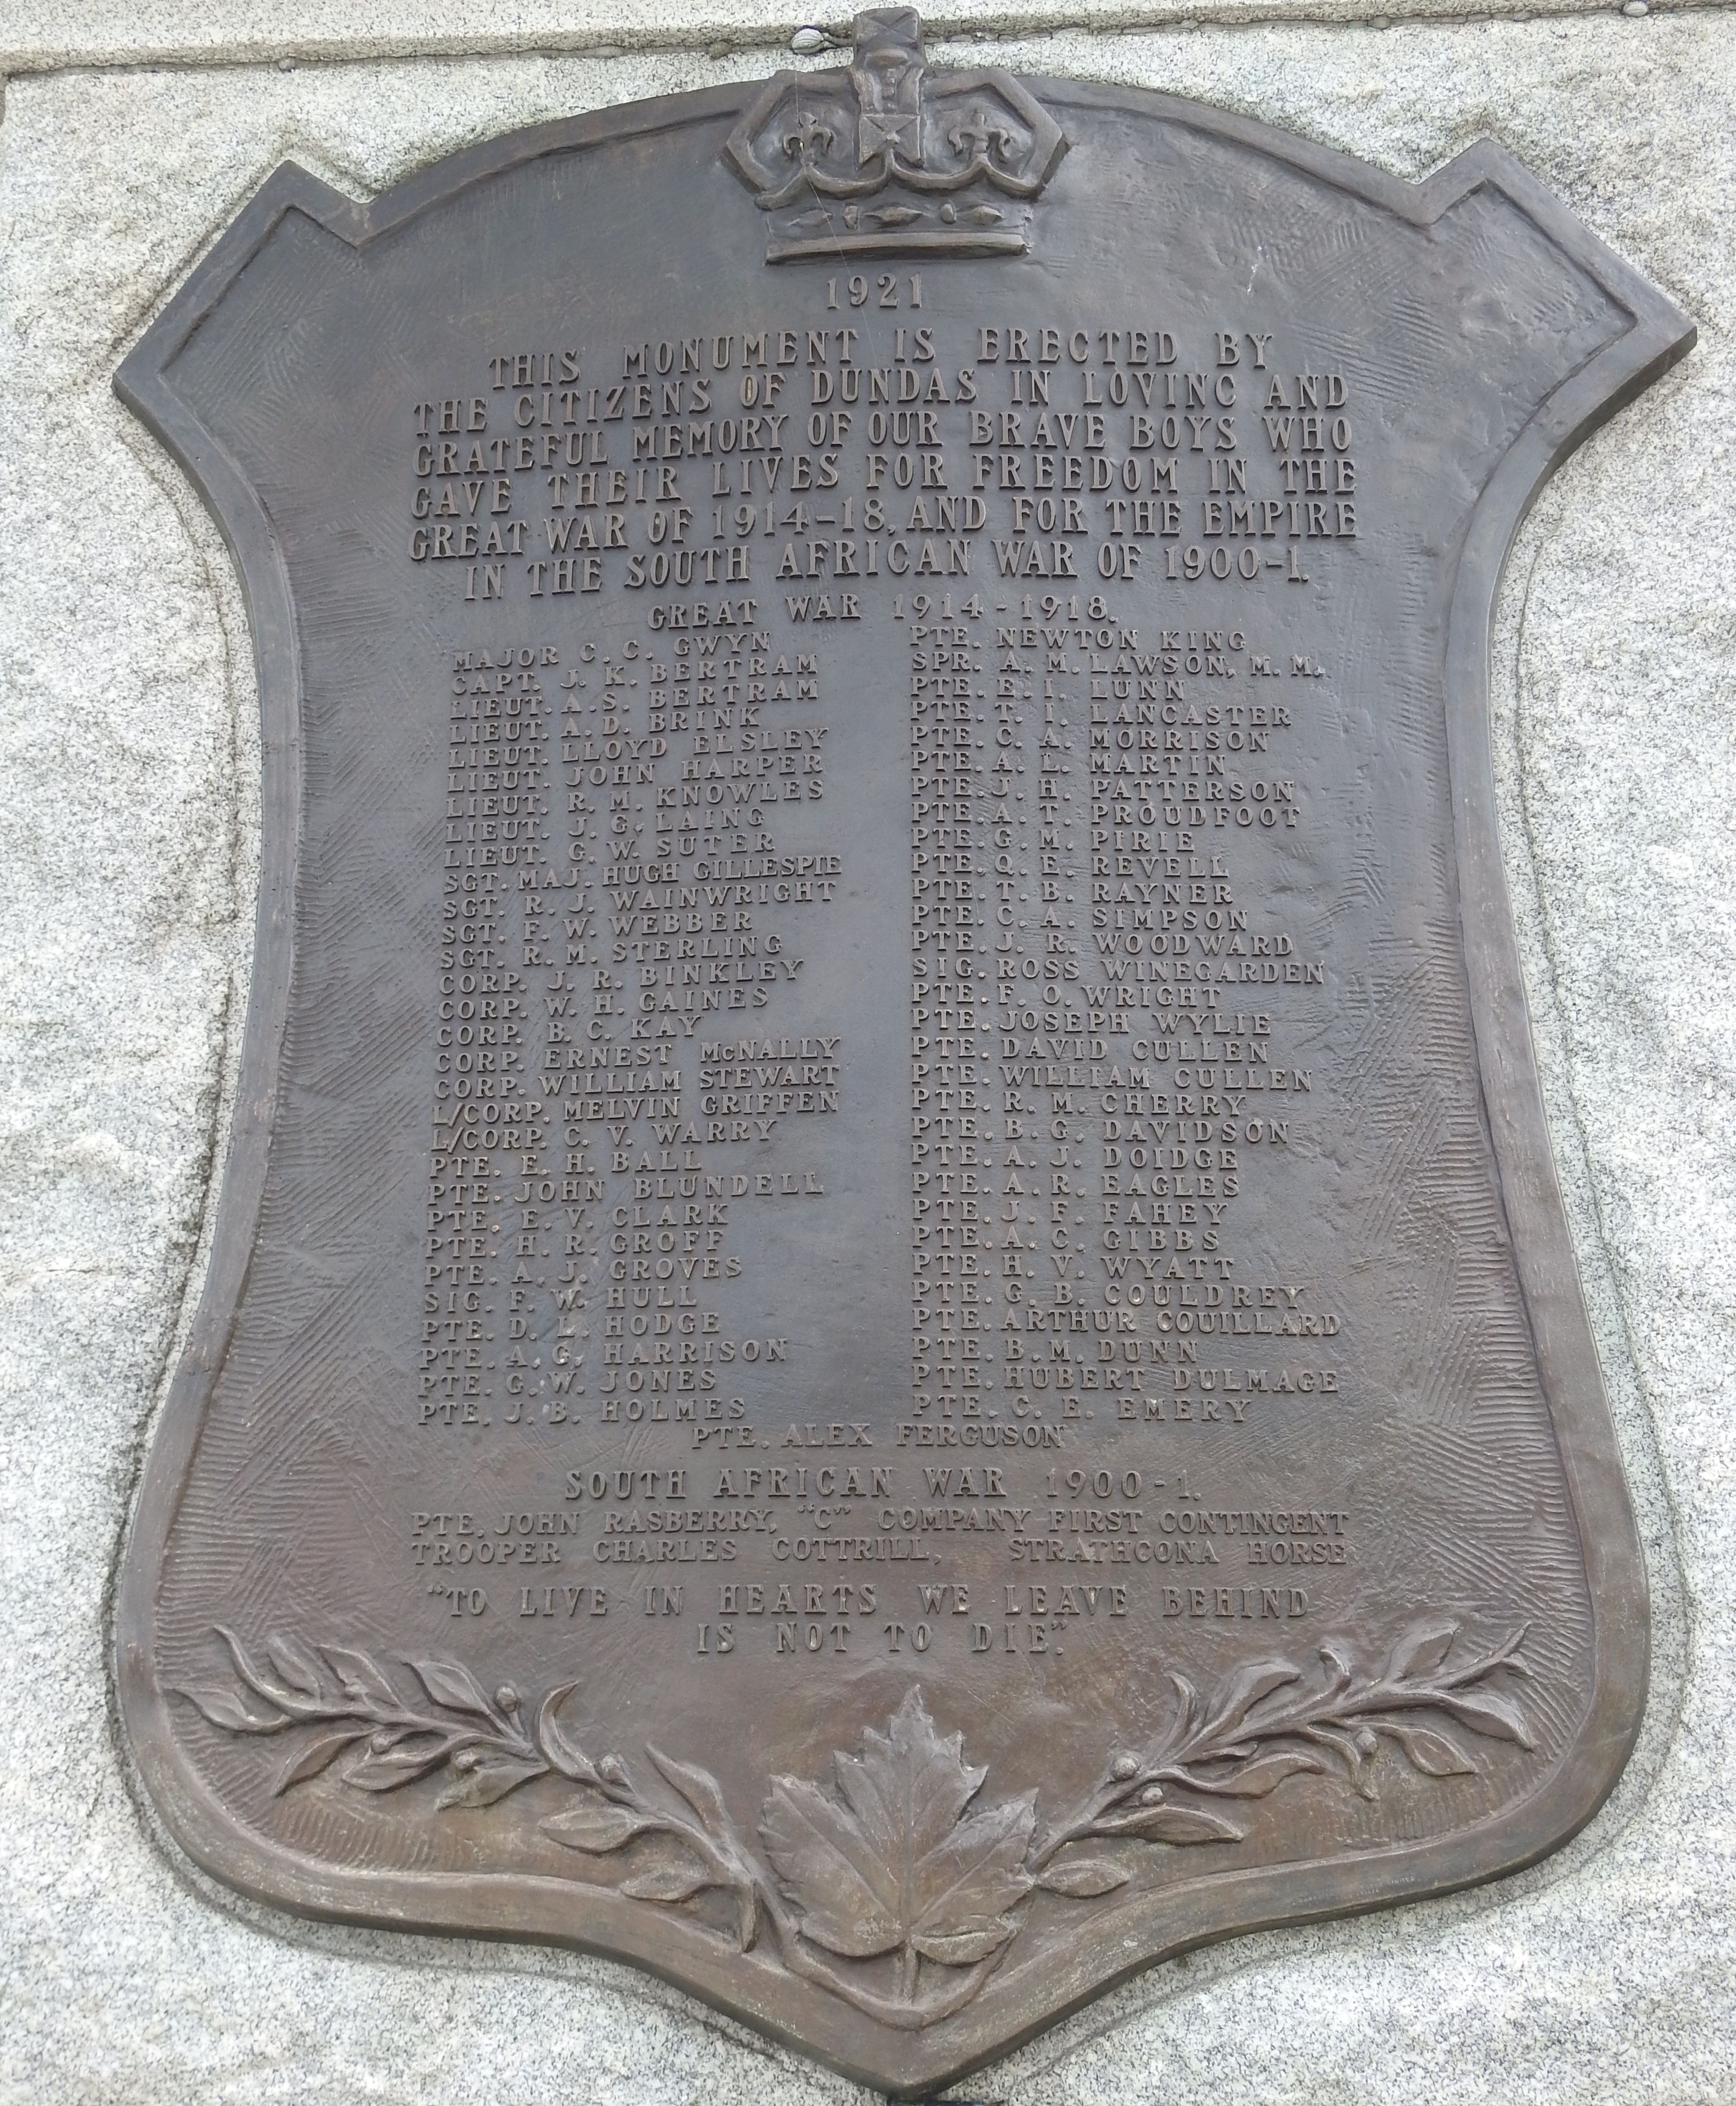 1921
THIS MONUMENT IS ERECTED BY
THE CITIZENS OF DUNDAS IN LOVING AND
GRATEFUL MEMORY OF OUR BRAVE BOYS WHO
GAVE THEIR LIVES FOR FREEDOM IN THE
GREAT WAR OF 1914-18, AND FOR THE EMPIRE
IN THE SOUTH AFRICAN WAR OF 1900-1.
GREAT WAR 1914-1918.
MAJOR C. C. GWYN
CAPT. J. K. BERTRAM
LIEUT. A. S. BERTRAM
LIEUT. A. D. BRINK
LIEUT. LLOYD ELSLEY
LIEUT. JOHN HARPER
LIEUT. R. M. KNOWLES
LIEUT. J. G. LAING
LIEUT. G. W. SUTER
SGT. MAJ. HUGH GILLESPIE
SGT. R. J. WAINWRIGHT
SGT. F. W. WEBBER
SGT. R. M. STERLING
CORP. J. R. BINKLEY
CORP. W. H. GAINES
CORP. B. C. KAY
CORP. ERNEST McNALLY
CORP. WILLIAM STEWART
L/CORP. MELVIN GRIFFEN
L/CORP. C. V. WARRY
PTE. E. H. BALL
PTE. JOHN BLUNDELL
PTE. E. V. CLARK
PTE. H. R. GROFF
PTE. A. J. GROVES
SIG. F. W. HULL
PTE. D. L. HODGE
PTE. A. G. HARRISON
PTE. G. W. JONES
PTE. J. B. HOLMES
PTE. NEWTON KING
SPR. A. M. LAWSON, M. M.
PTE. E. I. LUNN
PTE. T. I. LANCASTER
PTE. C. A. MORRISON
PTE. A. L. MARTIN
PTE. J. H. PATTERSON
PTE. A. T. PROUDFOOT
PTE. G. M. PIRIE
PTE. Q. E. REVELL
PTE. T. B. RAYNER
PTE. C. A. SIMPSON
PTE. J. R. WOODWARD
SIG. ROSS WINEGARDEN
PTE. F. O. WRIGHT
PTE. JOSEPH WYLIE
PTE. DAVID CULLEN
PTE. WILLIAM CULLEN
PTE. R. M. CHERRY
PTE. B. G. DAVIDSON
PTE. A. J. DOIDGE
PTE. A. R. EAGLES
PTE. J. F. FAHEY
PTE. A. C. GIBBS
PTE. H. V. WYATT
PTE. G. B. COULDREY
PTE. ARTHUR COUILLARD
PTE. B. M. DUNN
PTE. HUBERT DULMAGE
PTE. C. E. EMERY
PTE. ALEX FERGUSON
SOUTH AFRICAN WAR 1900-1.
PTE. JOHN RASBERRY, "C" COMPANY FIRST CONTINGENT
TROOPER CHARLES COTTRILL, STRATHCONA HORSE
"TO LIVE IN HEARTS WE LEAVE BEHIND
IS NOT TO DIE".